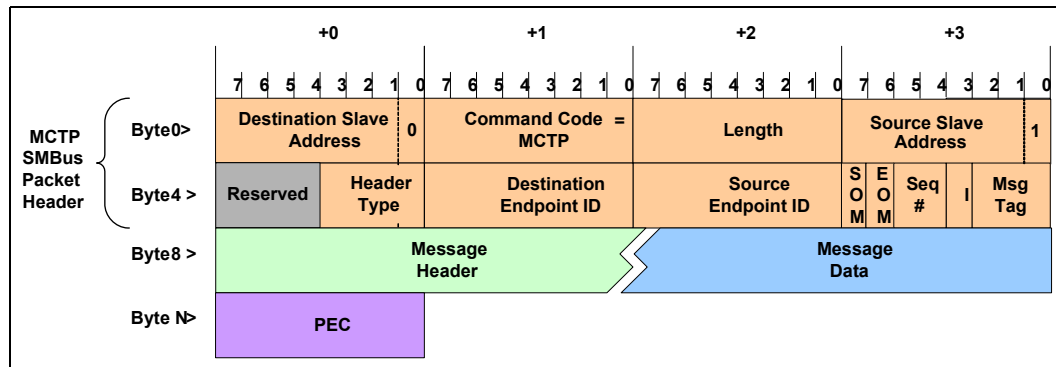 +0 +1 +2 +3
7 6 5 4 3 2 1 0 7 6 5 4 3 2 1 0 7 6 5 4 3 2 1 0 7 6 5 4 3 2 1 0
MCTP
SMBus
Packet
Header
Byte0>
Destination Slave
Address
0
Command Code =
MCTP
Length
Source Slave
Address
1
Byte4 >
Reserved
Header
Type
Destination
Endpoint ID
Source
Endpoint ID
S
O
M
E
O
M
Seq
#
I
Msg
Tag
Byte8 >
Message
Header
Message
Data
Byte N>
PEC